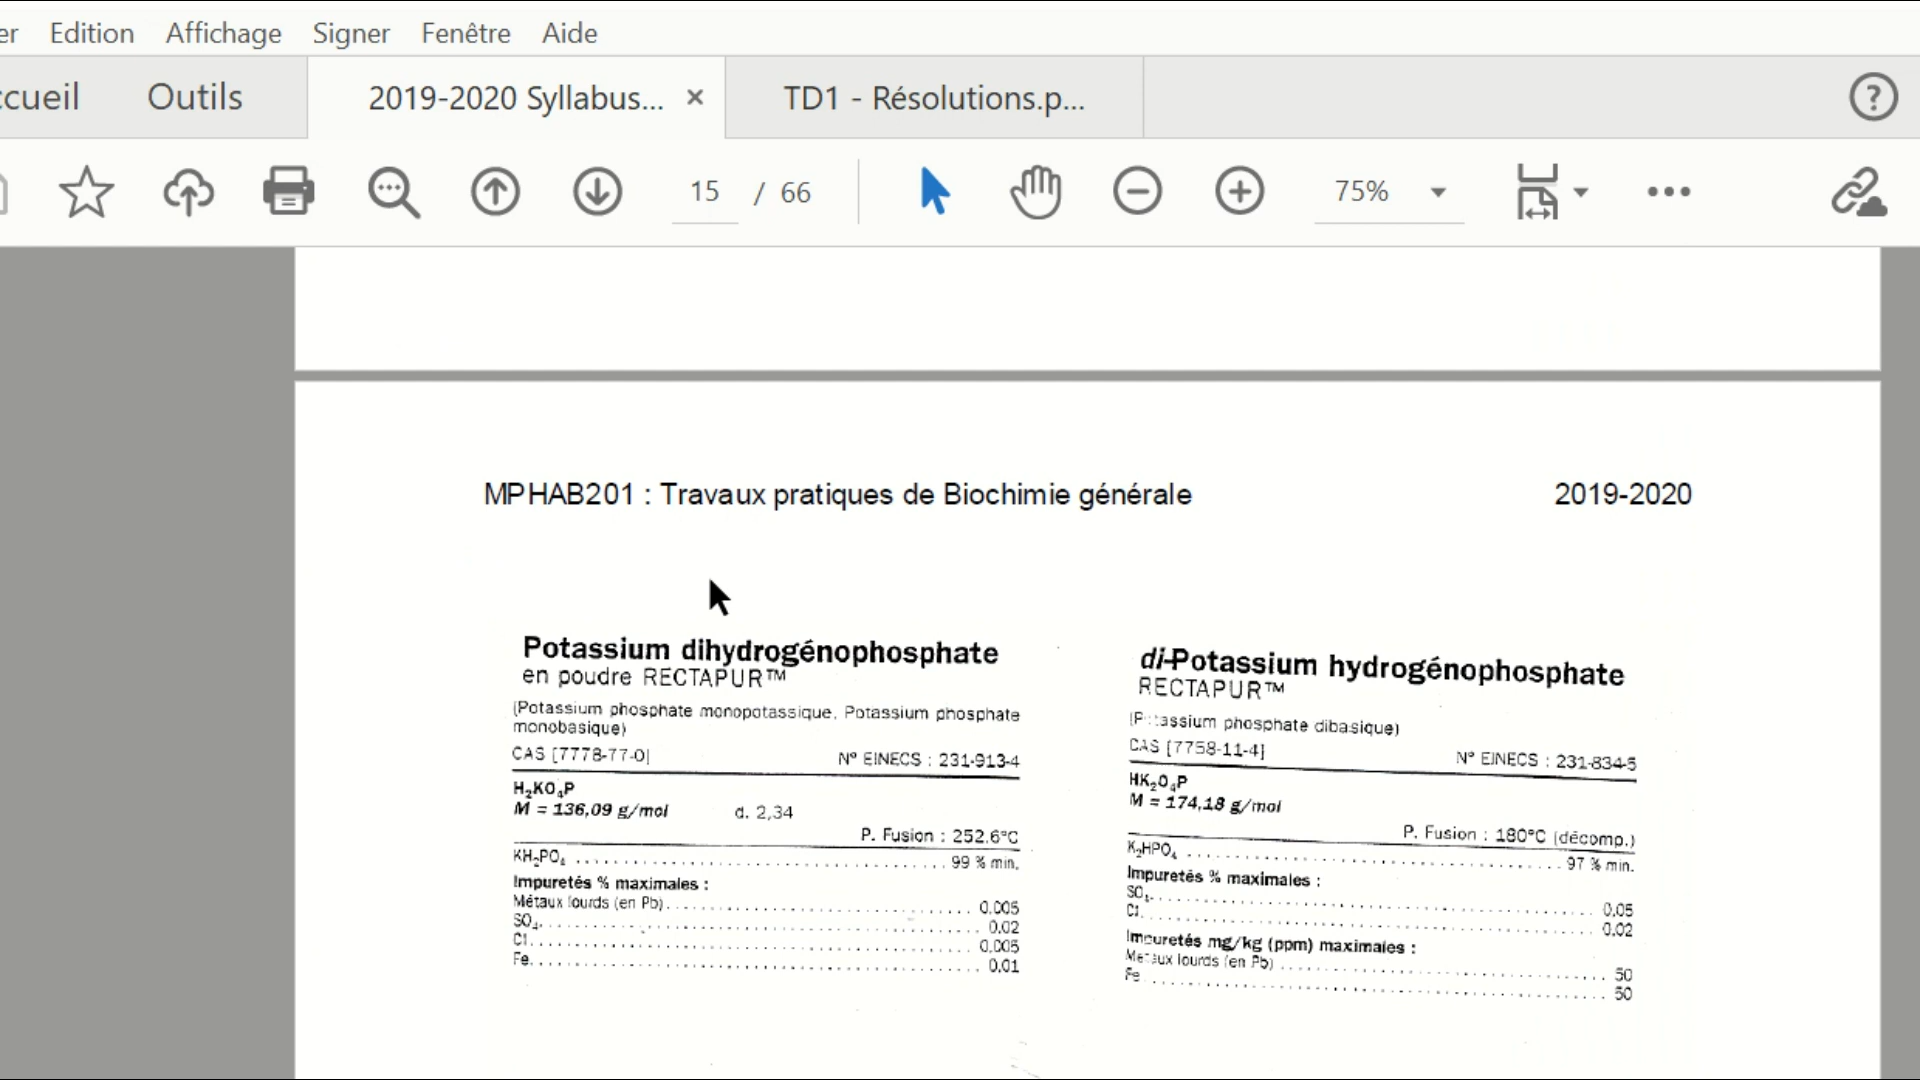 er Edition Affichage Signer Fenêtre Aide
ccueil Outils 2019-2020 Syllabus... × TD1 - Résolutions.p... ?
15 / 66 75%
MPHAB201 : Travaux pratiques de Biochimie générale 2019-2020
Potassium dihydrogénophosphate
en poudre RECTAPUR™
(Potassium phosphate monopotassique, Potassium phosphate
monobasique)
CAS [7778-77-0] N° EINECS : 231-913-4
H₂KO₄P
M = 136,09 g/mol d. 2,34
P. Fusion : 252.6°C
KH₂PO₄ 99 % min.
Impuretés % maximales :
Métaux lourds (en Pb) 0.005
SO₄ 0.02
Cl 0.005
Fe 0.01
di-Potassium hydrogénophosphate
RECTAPUR™
(Potassium phosphate dibasique)
CAS [7758-11-4] N° EINECS : 231-834-5
HK₂O₄P
M = 174,18 g/mol
P. Fusion : 180°C (décomp.)
K₂HPO₄ 97 % min.
Impuretés % maximales :
SO₄ 0.05
Cl 0.02
Impuretés mg/kg (ppm) maximales :
Métaux lourds (en Pb) 50
Fe 50